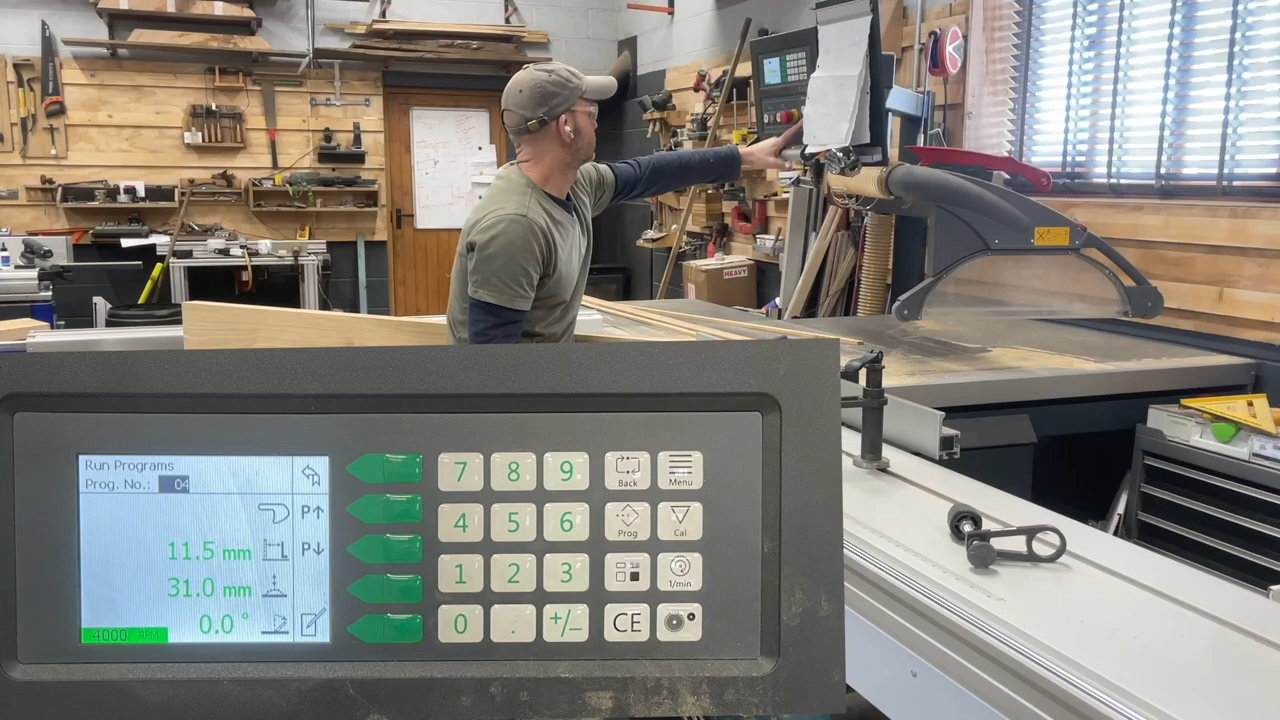 HEAVY
Run Programs
Prog. No.: 04
P↑
11.5 mm
P↓
31.0 mm
0.0 °
4000 RPM
7 8 9
Back Menu
4 5 6
Prog Cal
1 2 3
1/min
0 . +/− CE